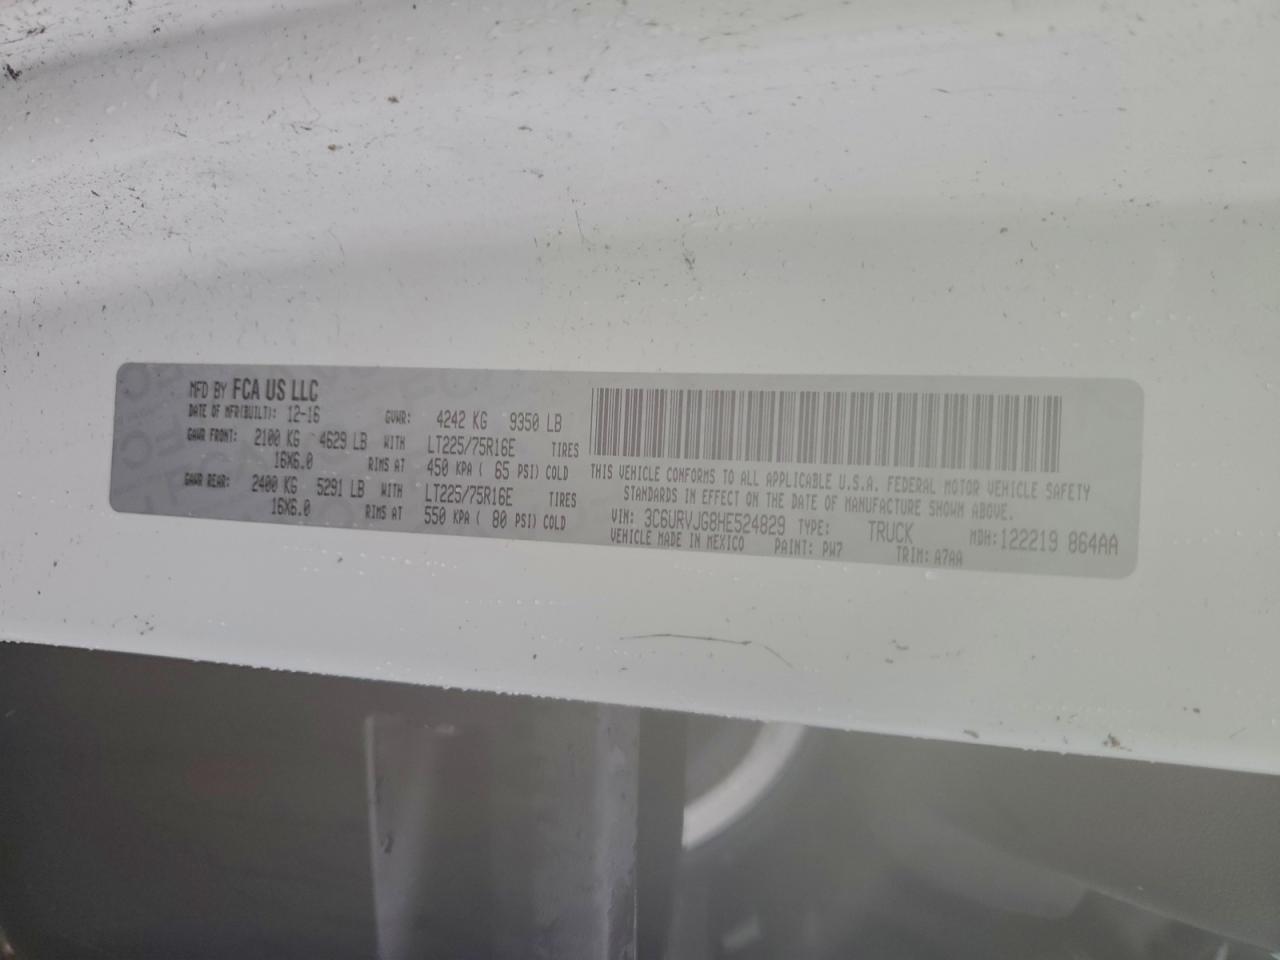 MFD BY FCA US LLC
DATE OF MFR(BUILT): 12-16 GVWR: 4242 KG 9350 LB
GAWR FRONT: 2100 KG 4629 LB WITH LT225/75R16E TIRES
16X6.0 RIMS AT 450 KPA ( 65 PSI) COLD
GAWR REAR: 2400 KG 5291 LB WITH LT225/75R16E TIRES
16X6.0 RIMS AT 550 KPA ( 80 PSI) COLD
THIS VEHICLE CONFORMS TO ALL APPLICABLE U.S.A. FEDERAL MOTOR VEHICLE SAFETY
STANDARDS IN EFFECT ON THE DATE OF MANUFACTURE SHOWN ABOVE.
VIN: 3C6URVJG8HE524829 TYPE: TRUCK MDH: 122219 864AA
VEHICLE MADE IN MEXICO PAINT: PW7 TRIM: A7AA